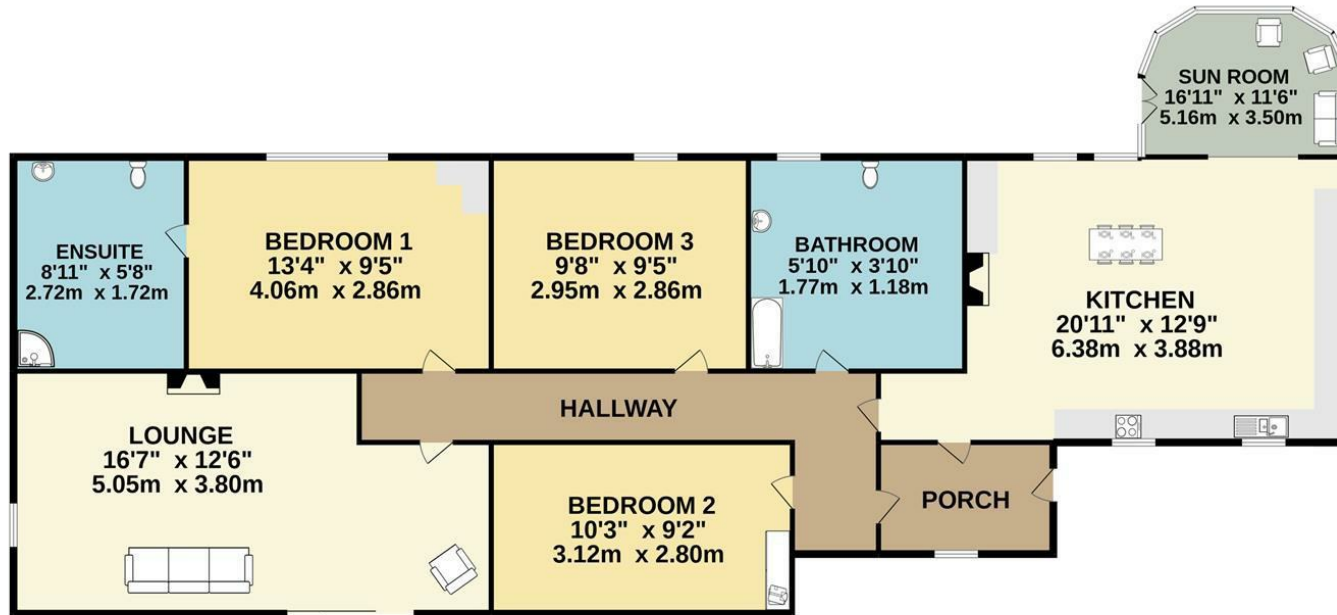 SUN ROOM
16'11" x 11'6"
5.16m x 3.50m
ENSUITE
8'11" x 5'8"
2.72m x 1.72m
BEDROOM 1
13'4" x 9'5"
4.06m x 2.86m
BEDROOM 3
9'8" x 9'5"
2.95m x 2.86m
BATHROOM
5'10" x 3'10"
1.77m x 1.18m
KITCHEN
20'11" x 12'9"
6.38m x 3.88m
HALLWAY
LOUNGE
16'7" x 12'6"
5.05m x 3.80m
BEDROOM 2
10'3" x 9'2"
3.12m x 2.80m
PORCH